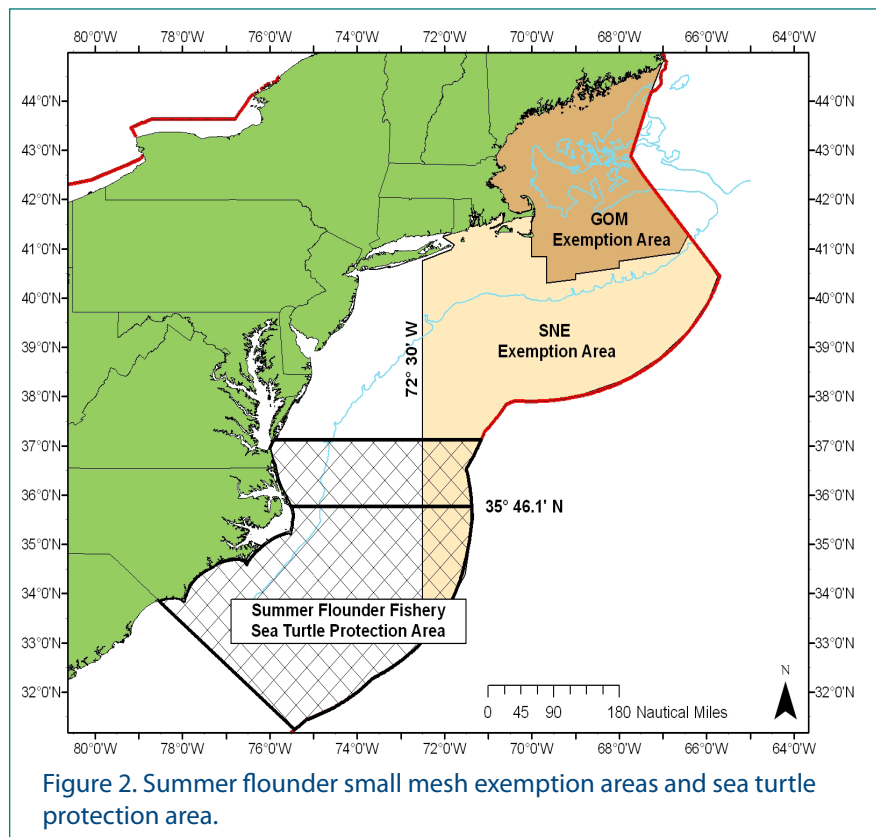 80°0'W 78°0'W 76°0'W 74°0'W 72°0'W 70°0'W 68°0'W 66°0'W 64°0'W
44°0'N 44°0'N
43°0'N 43°0'N
42°0'N 42°0'N
GOM
Exemption Area
41°0'N 41°0'N
40°0'N 40°0'N
SNE
Exemption Area
39°0'N 39°0'N
72° 30' W
38°0'N 38°0'N
37°0'N 37°0'N
36°0'N 36°0'N
35° 46.1' N
35°0'N 35°0'N
34°0'N 34°0'N
Summer Flounder Fishery
Sea Turtle Protection Area
33°0'N 33°0'N
32°0'N 32°0'N
N
0 45 90 180 Nautical Miles
80°0'W 78°0'W 76°0'W 74°0'W 72°0'W 70°0'W 68°0'W 66°0'W 64°0'W
Figure 2. Summer flounder small mesh exemption areas and sea turtle
protection area.